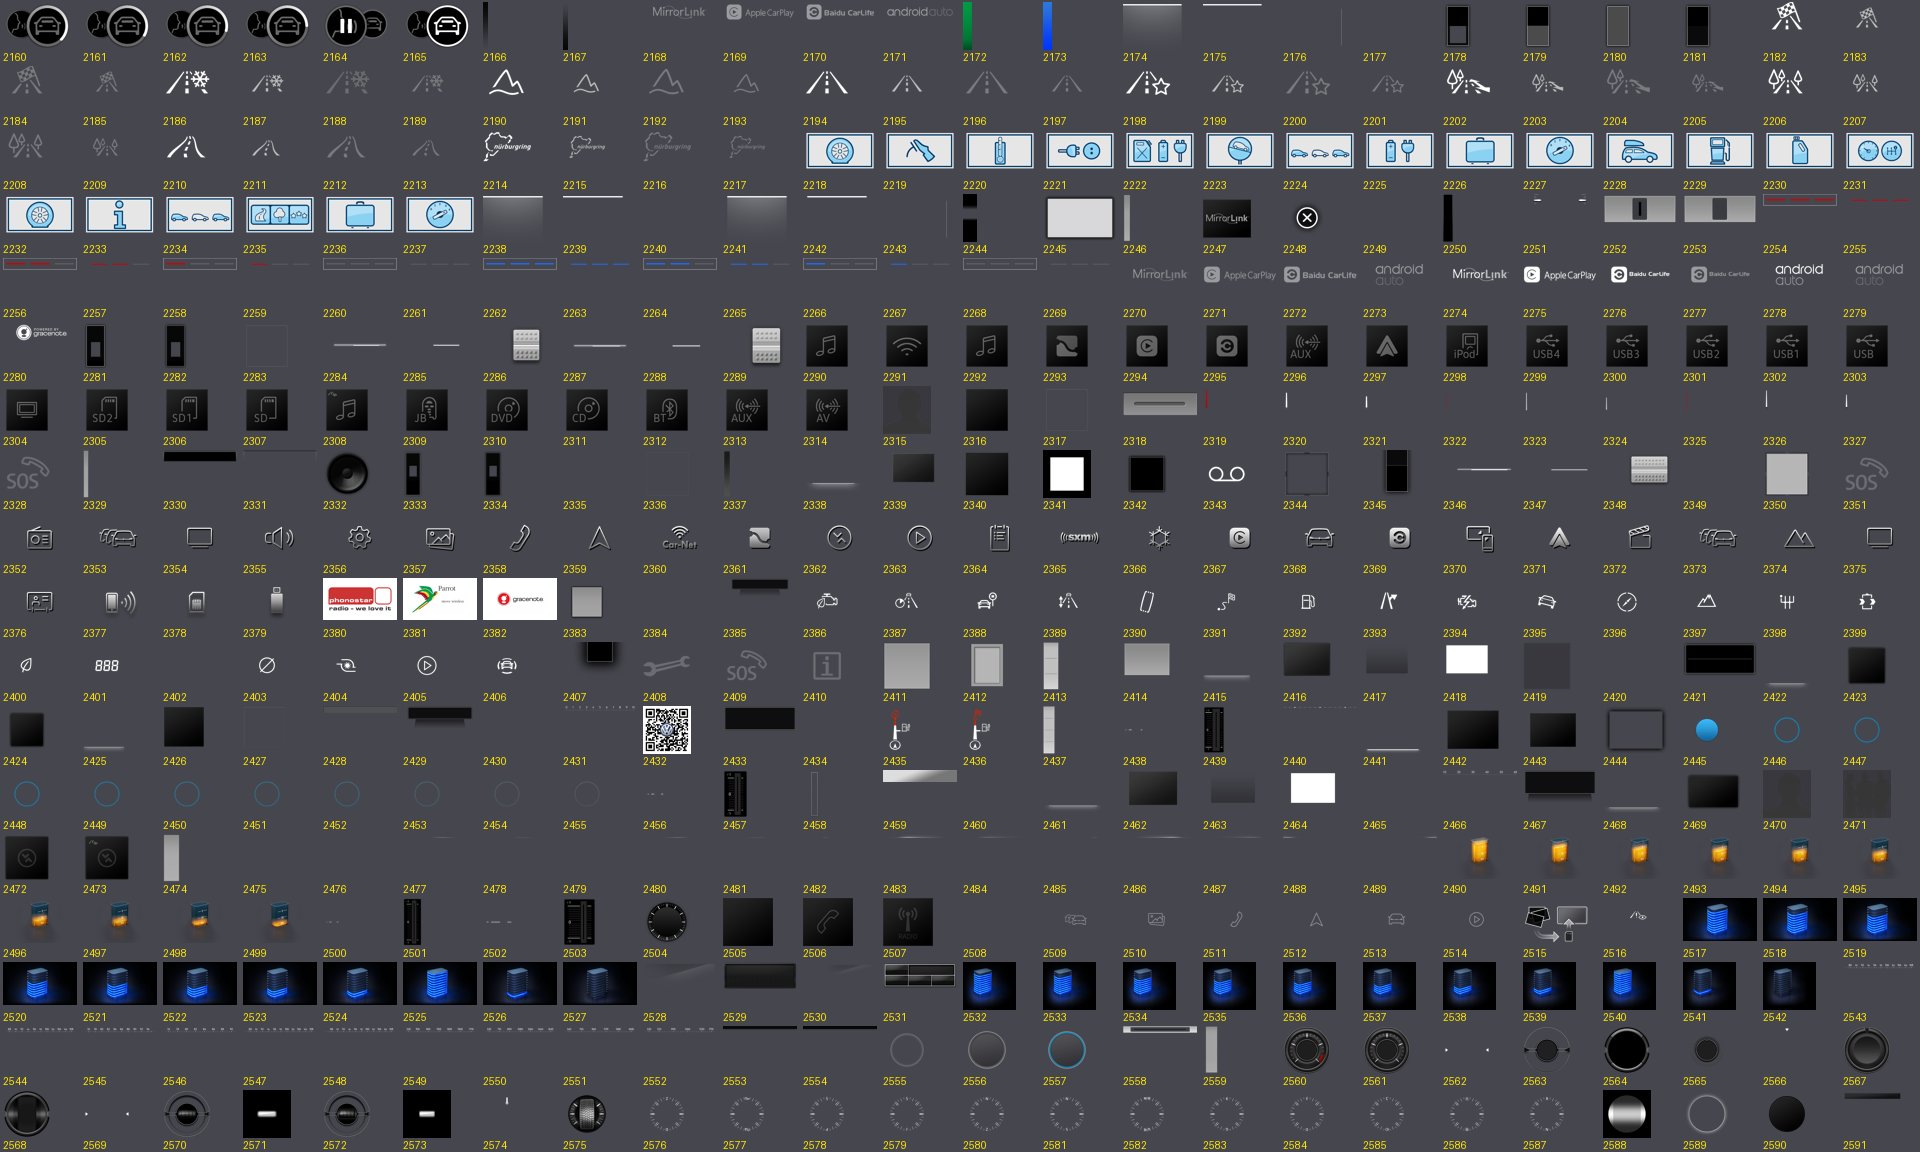 MirrorLink Apple CarPlay Baidu CarLife androidauto
2160 2161 2162 2163 2164 2165 2166 2167 2168 2169 2170 2171 2172 2173 2174 2175 2176 2177 2178 2179 2180 2181 2182 2183
2184 2185 2186 2187 2188 2189 2190 2191 2192 2193 2194 2195 2196 2197 2198 2199 2200 2201 2202 2203 2204 2205 2206 2207
nürburgring nürburgring nürburgring nürburgring
2208 2209 2210 2211 2212 2213 2214 2215 2216 2217 2218 2219 2220 2221 2222 2223 2224 2225 2226 2227 2228 2229 2230 2231
MirrorLink
2232 2233 2234 2235 2236 2237 2238 2239 2240 2241 2242 2243 2244 2245 2246 2247 2248 2249 2250 2251 2252 2253 2254 2255
MirrorLink Apple CarPlay Baidu CarLife android auto MirrorLink Apple CarPlay Baidu CarLife Baidu CarLife android auto android auto
2256 2257 2258 2259 2260 2261 2262 2263 2264 2265 2266 2267 2268 2269 2270 2271 2272 2273 2274 2275 2276 2277 2278 2279
POWERED BY gracenote AUX iPod USB4 USB3 USB2 USB1 USB
2280 2281 2282 2283 2284 2285 2286 2287 2288 2289 2290 2291 2292 2293 2294 2295 2296 2297 2298 2299 2300 2301 2302 2303
SD2 SD1 SD JB DVD CD BT AUX AV
2304 2305 2306 2307 2308 2309 2310 2311 2312 2313 2314 2315 2316 2317 2318 2319 2320 2321 2322 2323 2324 2325 2326 2327
SOS SOS
2328 2329 2330 2331 2332 2333 2334 2335 2336 2337 2338 2339 2340 2341 2342 2343 2344 2345 2346 2347 2348 2349 2350 2351
Car-Net sxm
2352 2353 2354 2355 2356 2357 2358 2359 2360 2361 2362 2363 2364 2365 2366 2367 2368 2369 2370 2371 2372 2373 2374 2375
phonostar radio - we love it Parrot gracenote
2376 2377 2378 2379 2380 2381 2382 2383 2384 2385 2386 2387 2388 2389 2390 2391 2392 2393 2394 2395 2396 2397 2398 2399
888 SOS
2400 2401 2402 2403 2404 2405 2406 2407 2408 2409 2410 2411 2412 2413 2414 2415 2416 2417 2418 2419 2420 2421 2422 2423
2424 2425 2426 2427 2428 2429 2430 2431 2432 2433 2434 2435 2436 2437 2438 2439 2440 2441 2442 2443 2444 2445 2446 2447
2448 2449 2450 2451 2452 2453 2454 2455 2456 2457 2458 2459 2460 2461 2462 2463 2464 2465 2466 2467 2468 2469 2470 2471
2472 2473 2474 2475 2476 2477 2478 2479 2480 2481 2482 2483 2484 2485 2486 2487 2488 2489 2490 2491 2492 2493 2494 2495
RADIO
2496 2497 2498 2499 2500 2501 2502 2503 2504 2505 2506 2507 2508 2509 2510 2511 2512 2513 2514 2515 2516 2517 2518 2519
2520 2521 2522 2523 2524 2525 2526 2527 2528 2529 2530 2531 2532 2533 2534 2535 2536 2537 2538 2539 2540 2541 2542 2543
2544 2545 2546 2547 2548 2549 2550 2551 2552 2553 2554 2555 2556 2557 2558 2559 2560 2561 2562 2563 2564 2565 2566 2567
2568 2569 2570 2571 2572 2573 2574 2575 2576 2577 2578 2579 2580 2581 2582 2583 2584 2585 2586 2587 2588 2589 2590 2591